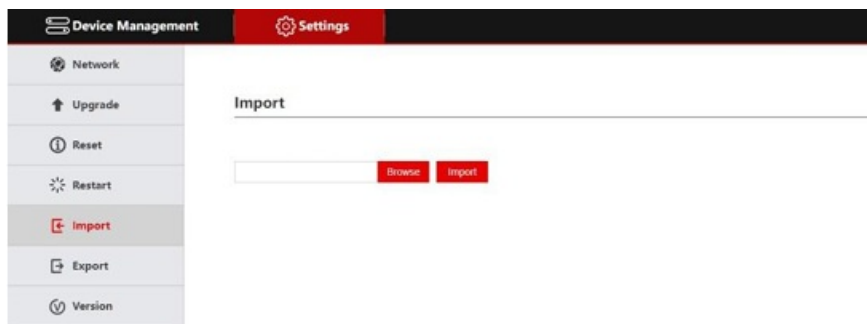 Device Management
Settings
Network
Upgrade
Import
Reset
Browse
Import
Restart
Import
Export
Version